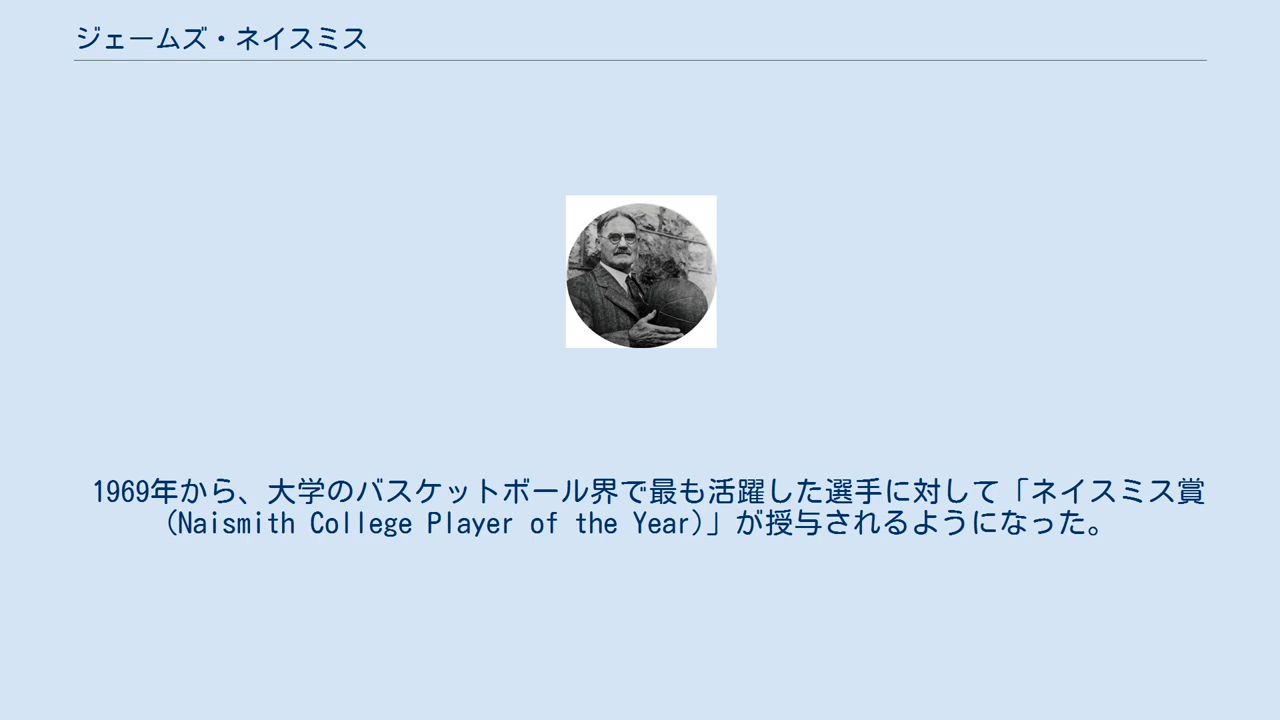 ジェームズ・ネイスミス
1969年から、大学のバスケットボール界で最も活躍した選手に対して「ネイスミス賞
(Naismith College Player of the Year)」が授与されるようになった。